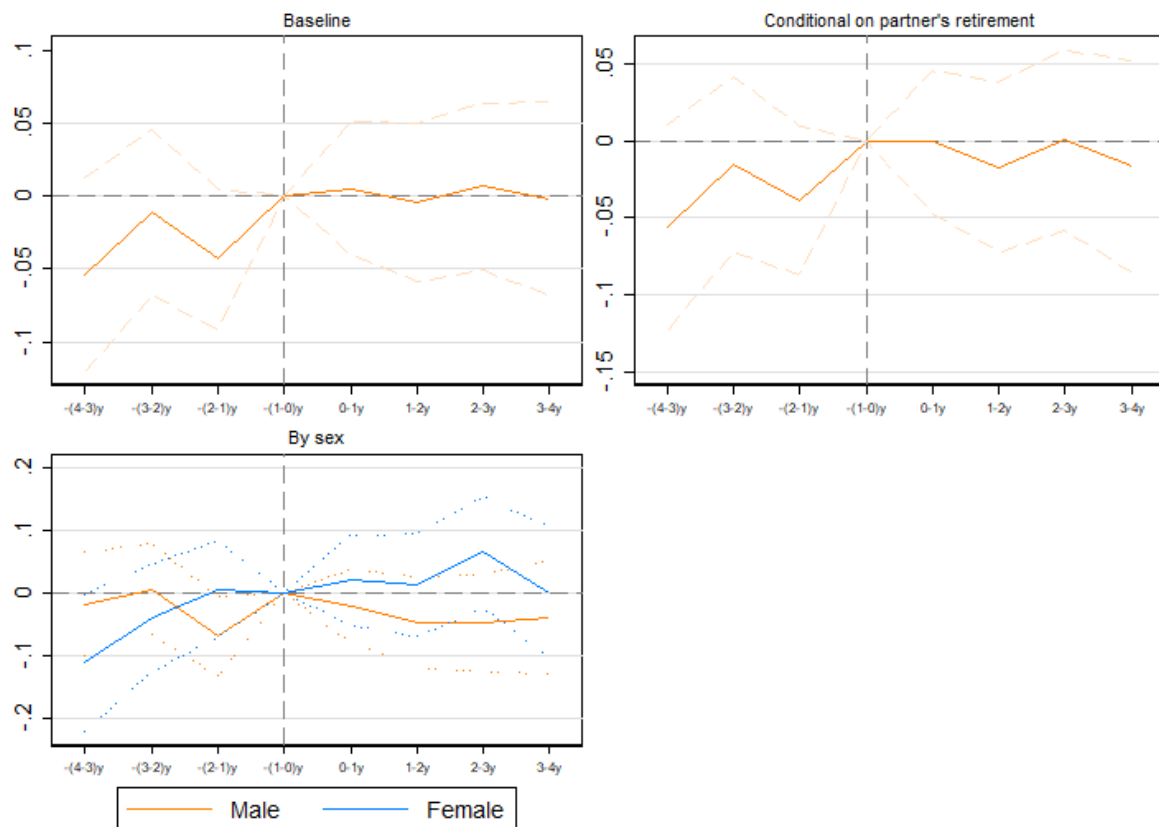 Baseline
.1
.05
0
-.05
-.1
-(4-3)y -(3-2)y -(2-1)y -(1-0)y 0-1y 1-2y 2-3y 3-4y
Conditional on partner's retirement
.05
0
-.05
-.1
-.15
-(4-3)y -(3-2)y -(2-1)y -(1-0)y 0-1y 1-2y 2-3y 3-4y
By sex
.2
.1
0
-.1
-.2
-(4-3)y -(3-2)y -(2-1)y -(1-0)y 0-1y 1-2y 2-3y 3-4y
Male Female